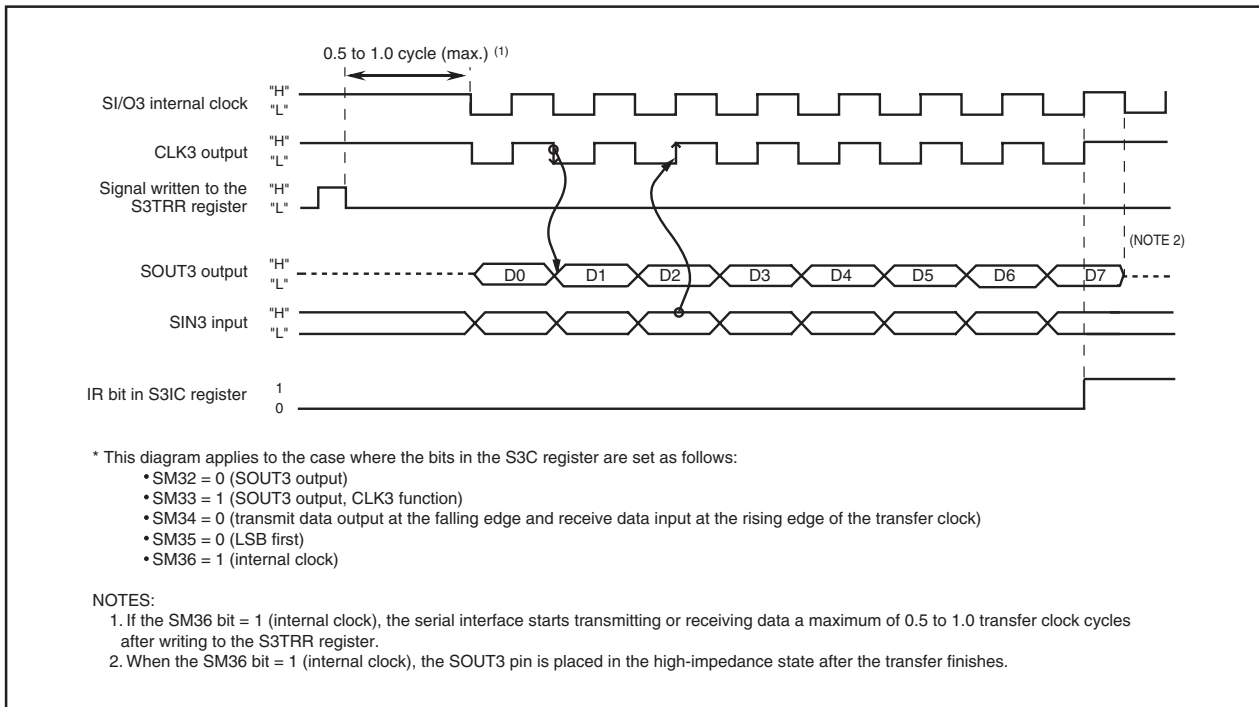 0.5 to 1.0 cycle (max.) (1)
SI/O3 internal clock "H" "L"
CLK3 output "H" "L"
Signal written to the S3TRR register "H" "L"
(NOTE 2)
SOUT3 output "H" "L" D0 D1 D2 D3 D4 D5 D6 D7
SIN3 input "H" "L"
IR bit in S3IC register 1 0
* This diagram applies to the case where the bits in the S3C register are set as follows:
• SM32 = 0 (SOUT3 output)
• SM33 = 1 (SOUT3 output, CLK3 function)
• SM34 = 0 (transmit data output at the falling edge and receive data input at the rising edge of the transfer clock)
• SM35 = 0 (LSB first)
• SM36 = 1 (internal clock)
NOTES:
1. If the SM36 bit = 1 (internal clock), the serial interface starts transmitting or receiving data a maximum of 0.5 to 1.0 transfer clock cycles
after writing to the S3TRR register.
2. When the SM36 bit = 1 (internal clock), the SOUT3 pin is placed in the high-impedance state after the transfer finishes.